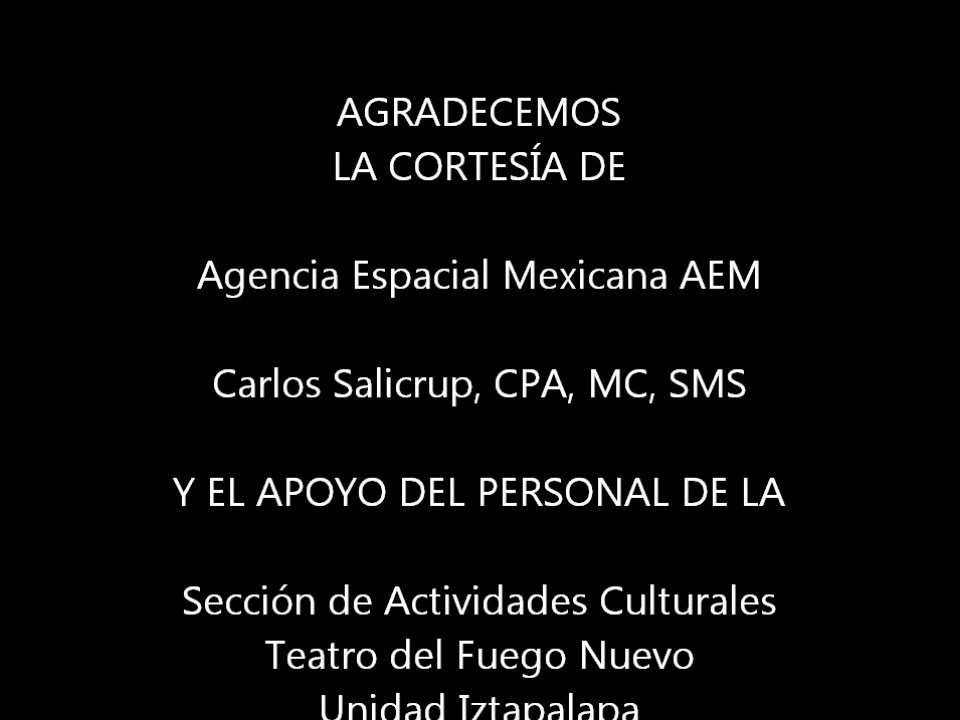 AGRADECEMOS
LA CORTESÍA DE
Agencia Espacial Mexicana AEM
Carlos Salicrup, CPA, MC, SMS
Y EL APOYO DEL PERSONAL DE LA
Sección de Actividades Culturales
Teatro del Fuego Nuevo
Unidad Iztapalapa